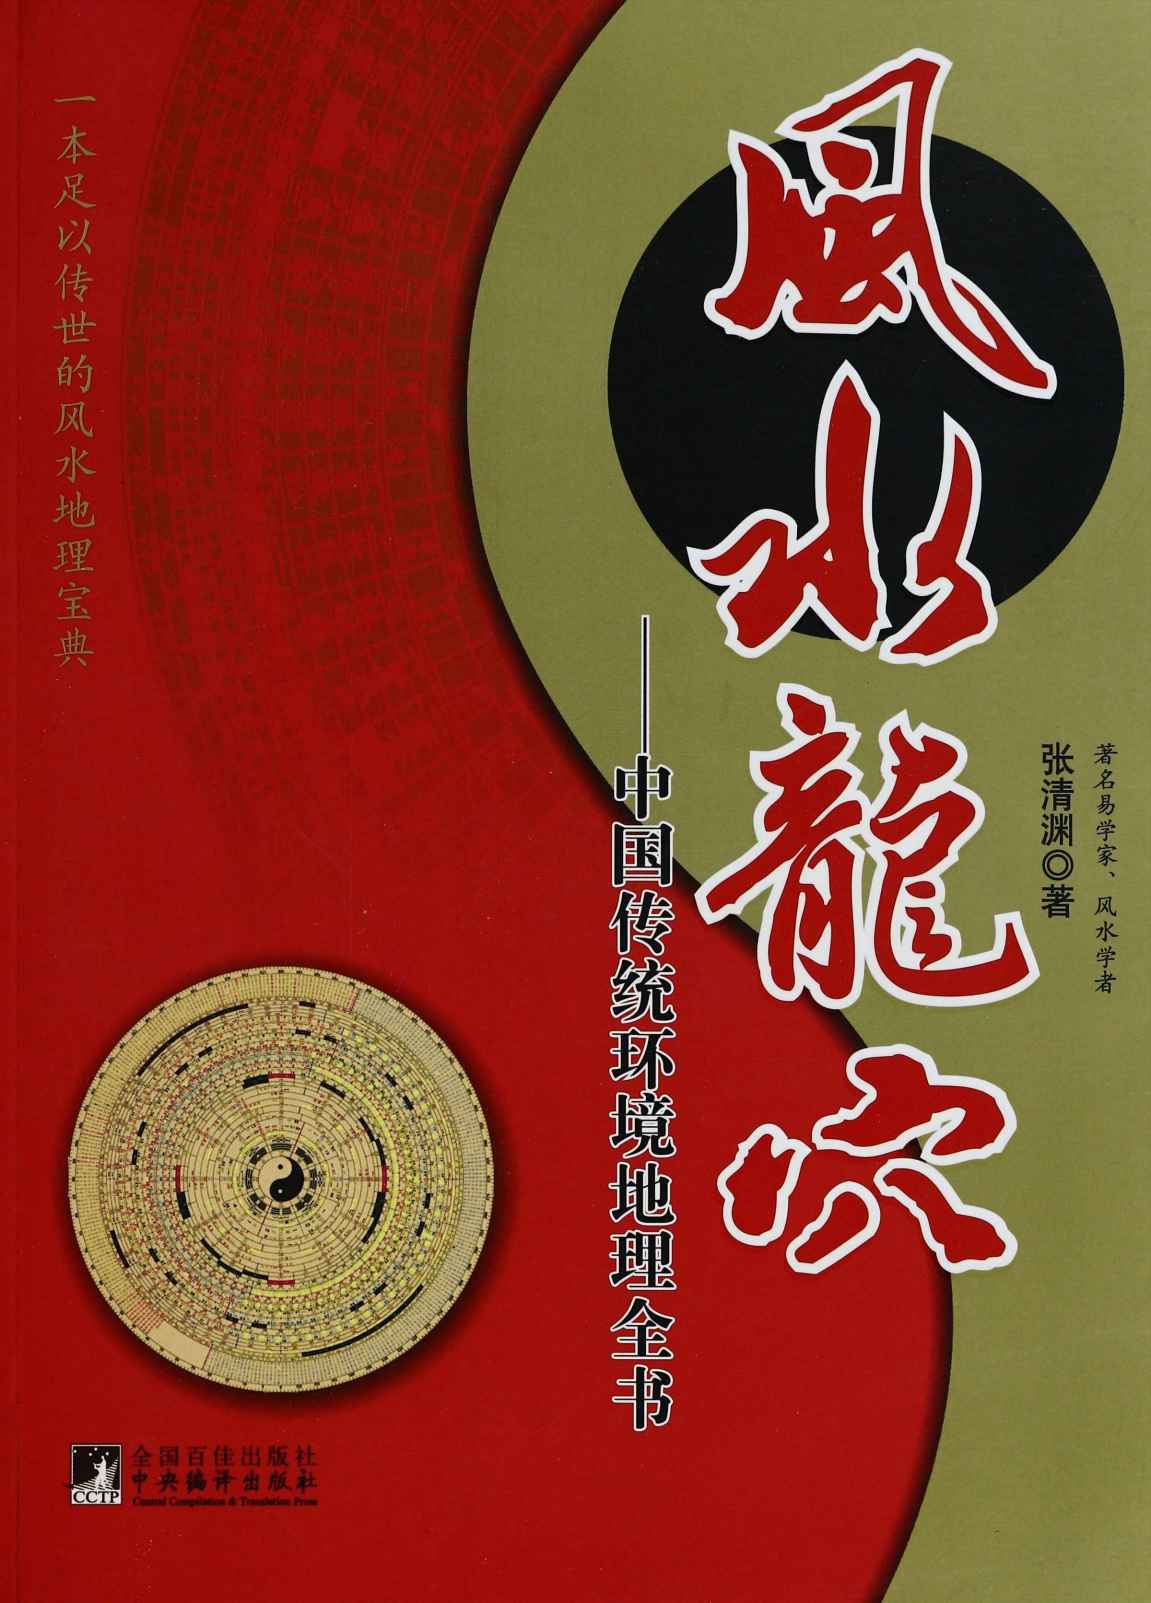 風水龍穴
著名易学家、风水学者
张清渊◎著
——中国传统环境地理全书
一本足以传世的风水地理宝典
全国百佳出版社
中央编译出版社
Central Compilation & Translation Press
CCTP